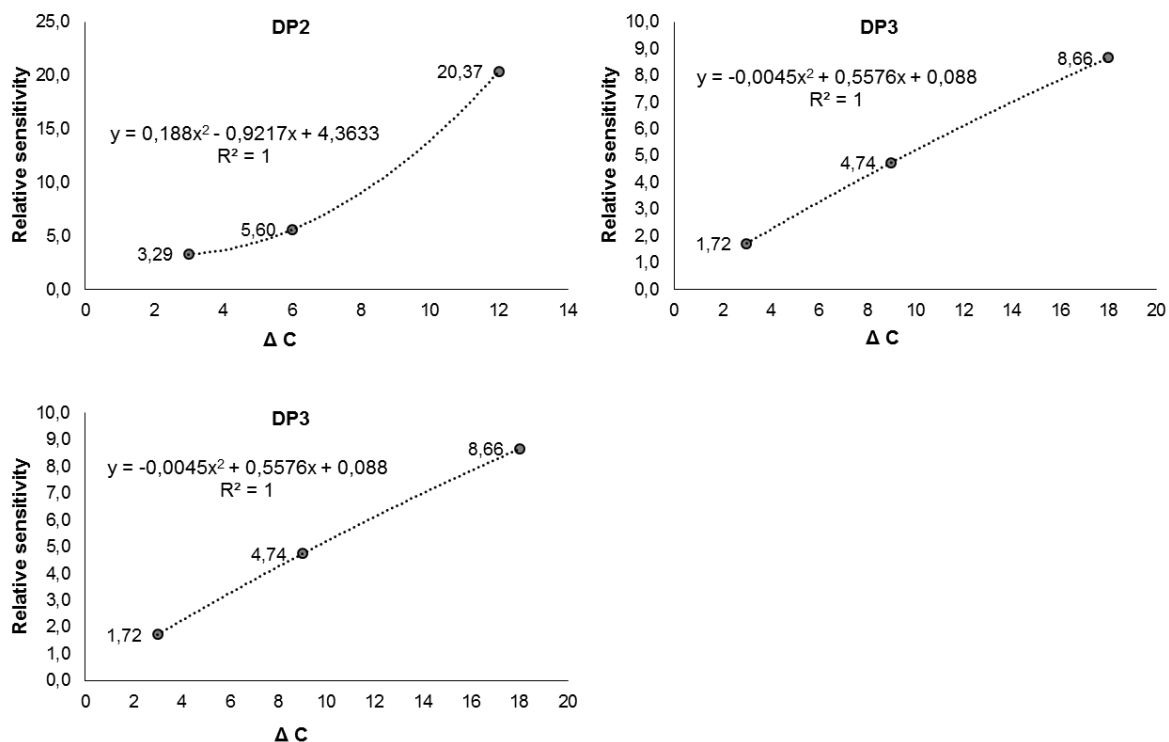 DP2
25,0
20,0
15,0
10,0
5,0
0,0
Relative sensitivity
20,37
y = 0,188x² - 0,9217x + 4,3633
R² = 1
5,60
3,29
0 2 4 6 8 10 12 14
Δ C
DP3
10,0
9,0
8,0
7,0
6,0
5,0
4,0
3,0
2,0
1,0
0,0
Relative sensitivity
8,66
y = -0,0045x² + 0,5576x + 0,088
R² = 1
4,74
1,72
0 2 4 6 8 10 12 14 16 18 20
Δ C
DP3
10,0
9,0
8,0
7,0
6,0
5,0
4,0
3,0
2,0
1,0
0,0
Relative sensitivity
8,66
y = -0,0045x² + 0,5576x + 0,088
R² = 1
4,74
1,72
0 2 4 6 8 10 12 14 16 18 20
Δ C